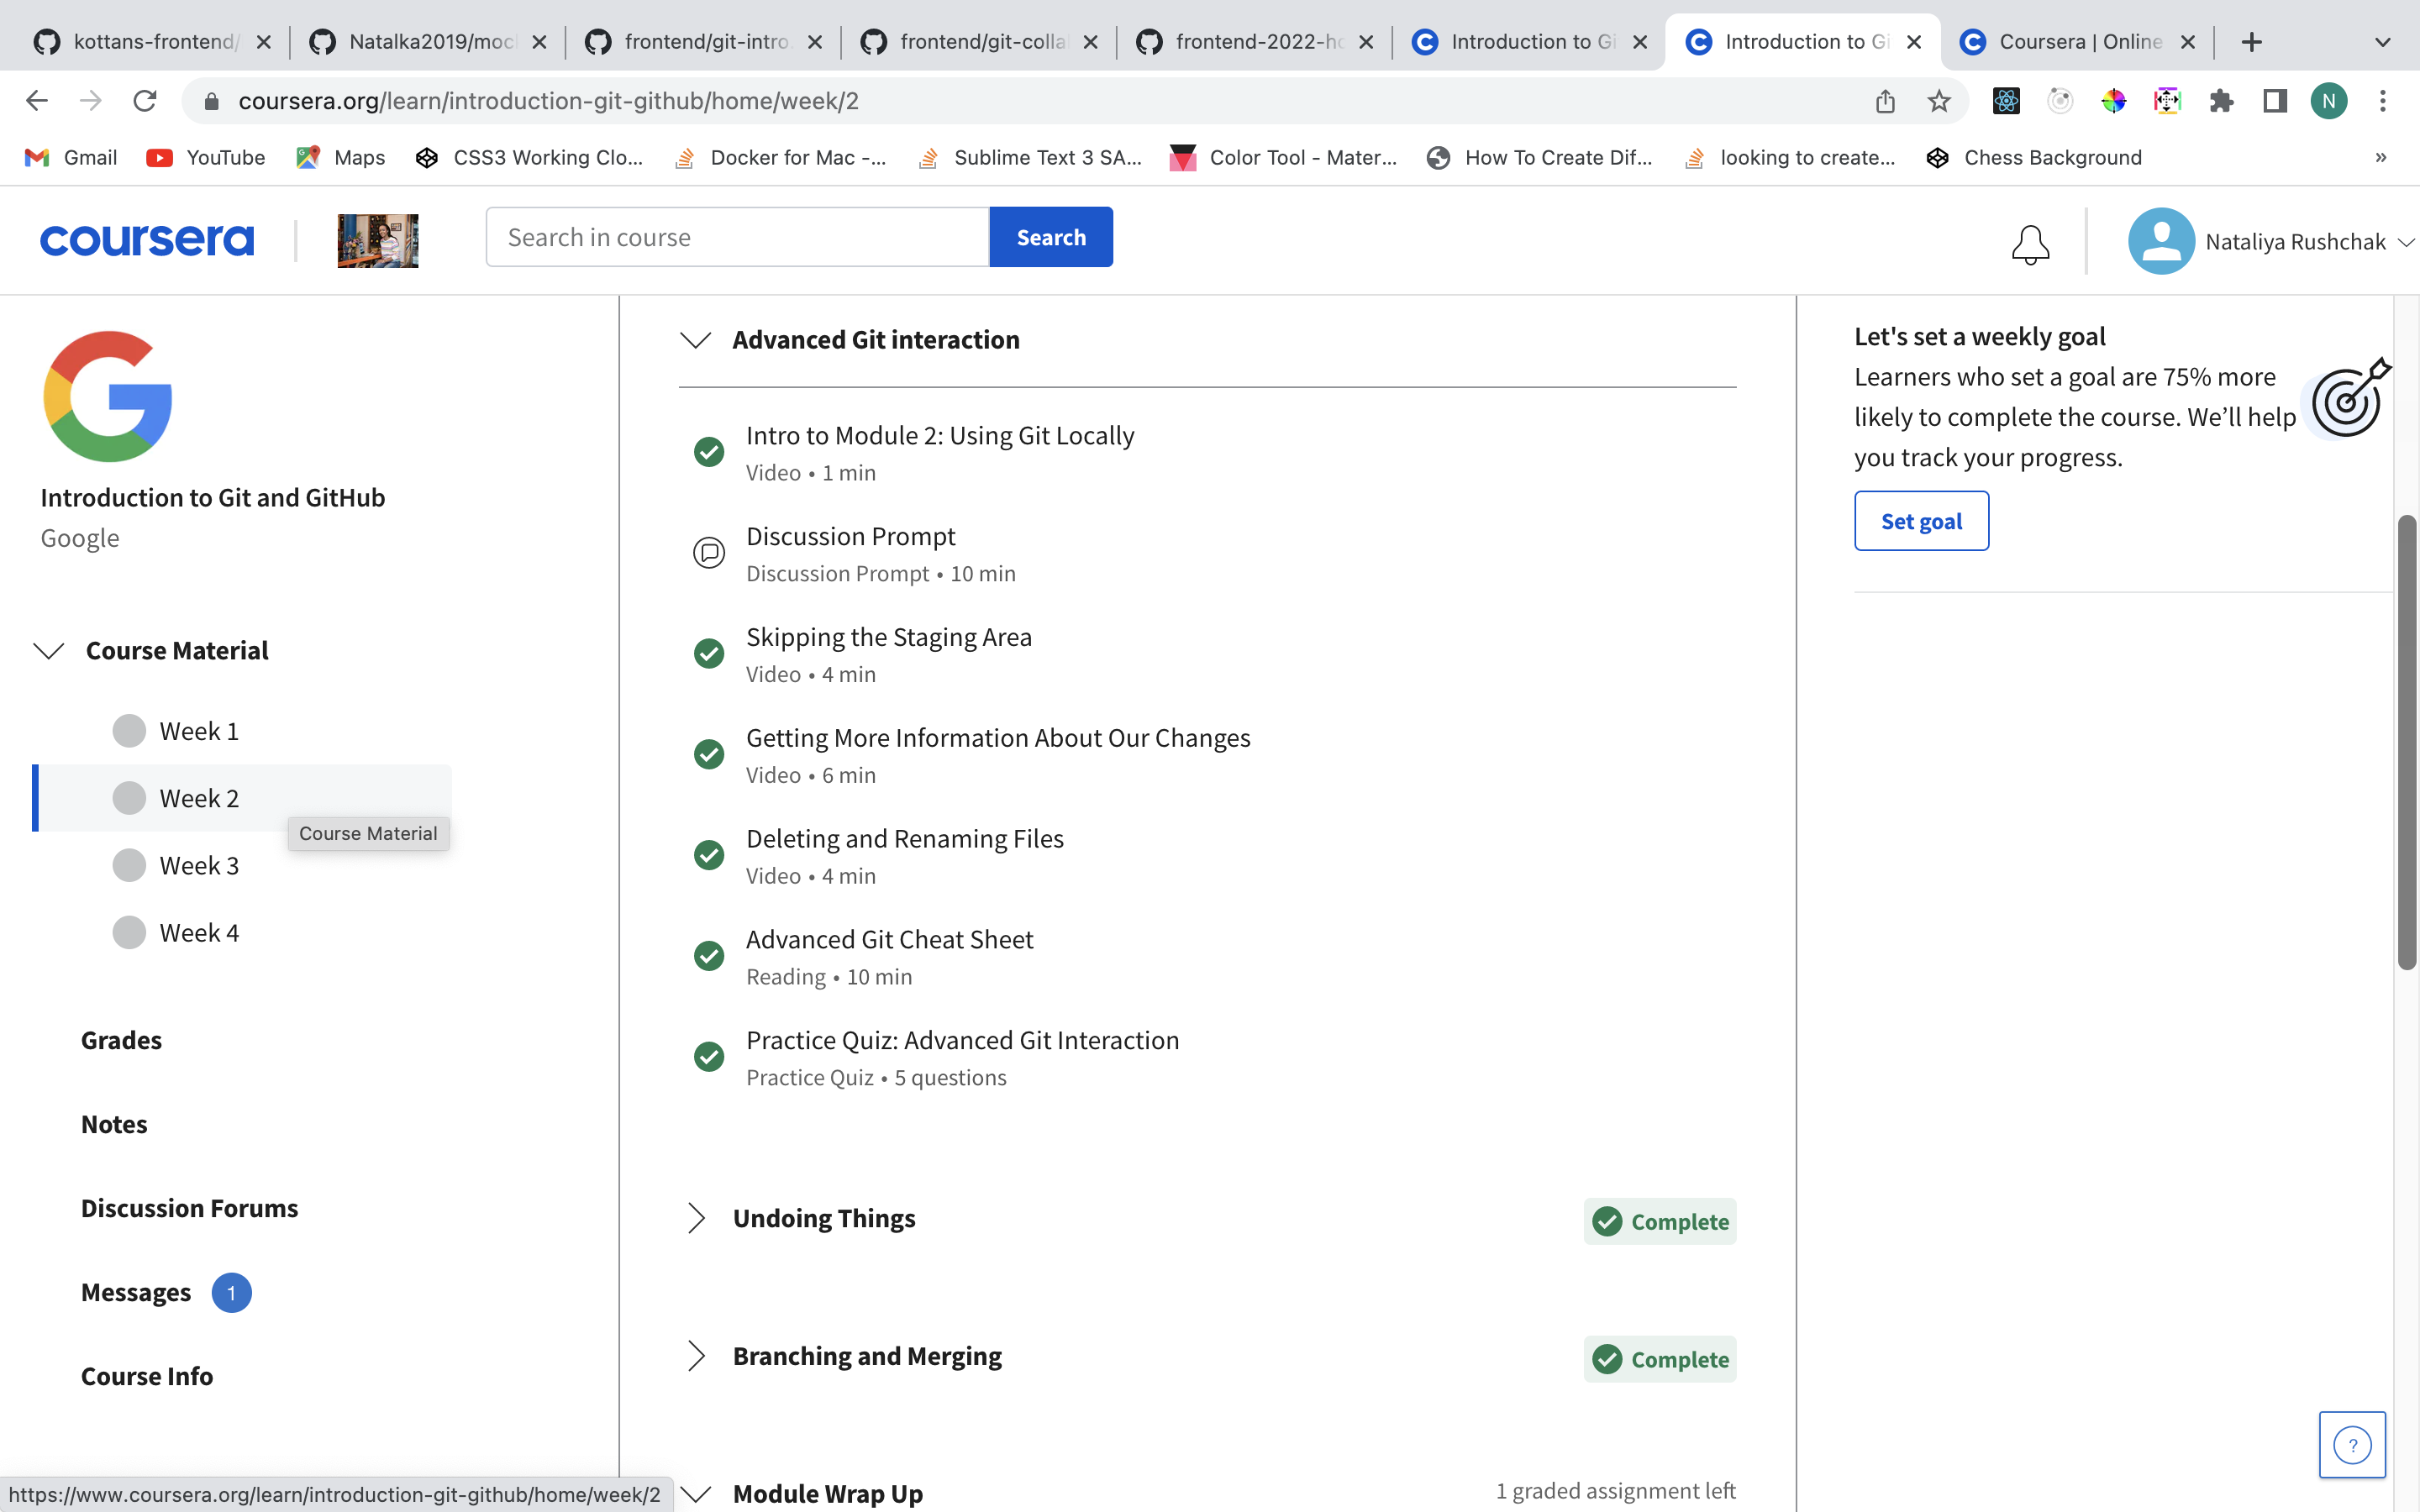 kottans-frontend/
Natalka2019/moc
frontend/git-intro.
frontend/git-colla
frontend-2022-ho
Introduction to Gi
Introduction to Gi
Coursera | Online
coursera.org/learn/introduction-git-github/home/week/2
N
Gmail
YouTube
Maps
CSS3 Working Clo...
Docker for Mac -...
Sublime Text 3 SA...
Color Tool - Mater...
How To Create Dif...
looking to create...
Chess Background
»
coursera
Search in course
Search
Nataliya Rushchak
Introduction to Git and GitHub
Google
Course Material
Week 1
Week 2
Course Material
Week 3
Week 4
Grades
Notes
Discussion Forums
Messages 1
Course Info
https://www.coursera.org/learn/introduction-git-github/home/week/2
Advanced Git interaction
Intro to Module 2: Using Git Locally
Video • 1 min
Discussion Prompt
Discussion Prompt • 10 min
Skipping the Staging Area
Video • 4 min
Getting More Information About Our Changes
Video • 6 min
Deleting and Renaming Files
Video • 4 min
Advanced Git Cheat Sheet
Reading • 10 min
Practice Quiz: Advanced Git Interaction
Practice Quiz • 5 questions
Undoing Things
Complete
Branching and Merging
Complete
Module Wrap Up
1 graded assignment left
Let's set a weekly goal
Learners who set a goal are 75% more
likely to complete the course. We’ll help
you track your progress.
Set goal
?